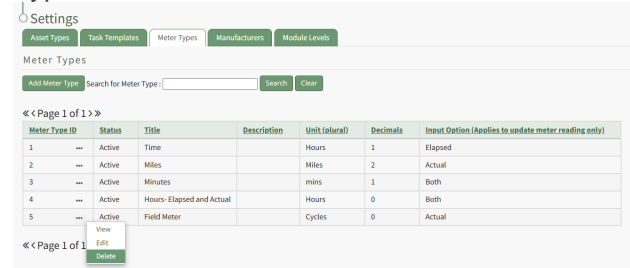 Settings
Asset Types Task Templates Meter Types Manufacturers Module Levels
Meter Types
Add Meter Type Search for Meter Type : Search Clear
«‹ Page 1 of 1 › »
Meter Type ID Status Title Description Unit (plural) Decimals Input Option (Applies to update meter reading only)
1 ... Active Time Hours 1 Elapsed
2 ... Active Miles Miles 2 Actual
3 ... Active Minutes mins 1 Both
4 ... Active Hours- Elapsed and Actual Hours 0 Both
5 ... Active Field Meter Cycles 0 Actual
View
Edit
Delete
«‹ Page 1 of 1